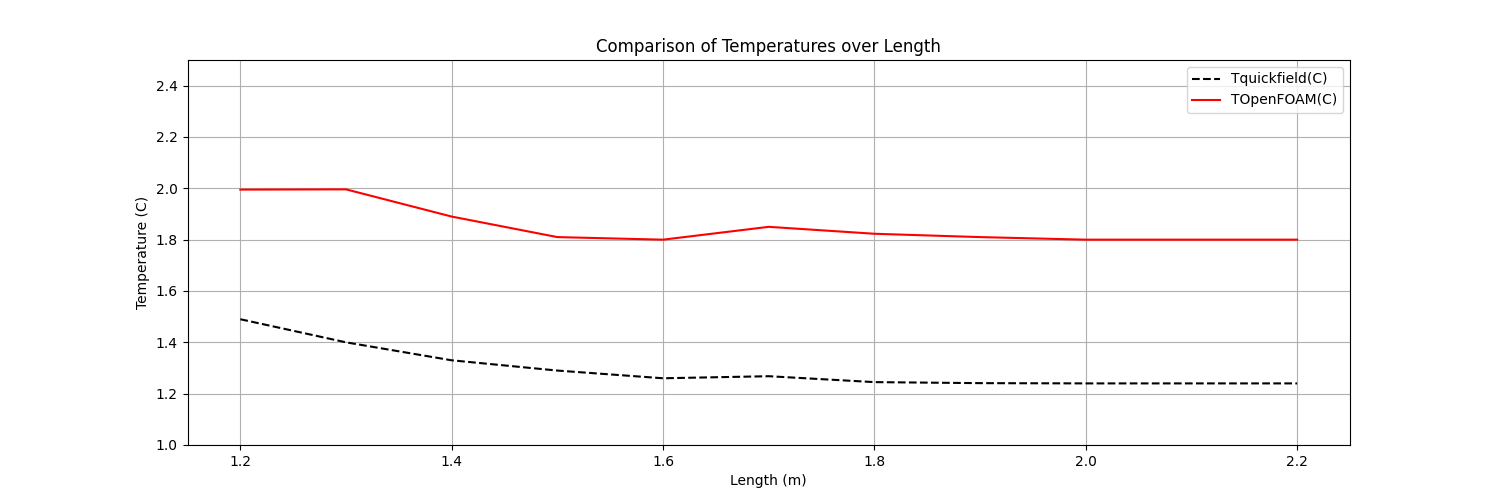 Comparison of Temperatures over Length
Tquickfield(C)
TOpenFOAM(C)
Temperature (C)
2.4
2.2
2.0
1.8
1.6
1.4
1.2
1.0
1.2 1.4 1.6 1.8 2.0 2.2
Length (m)